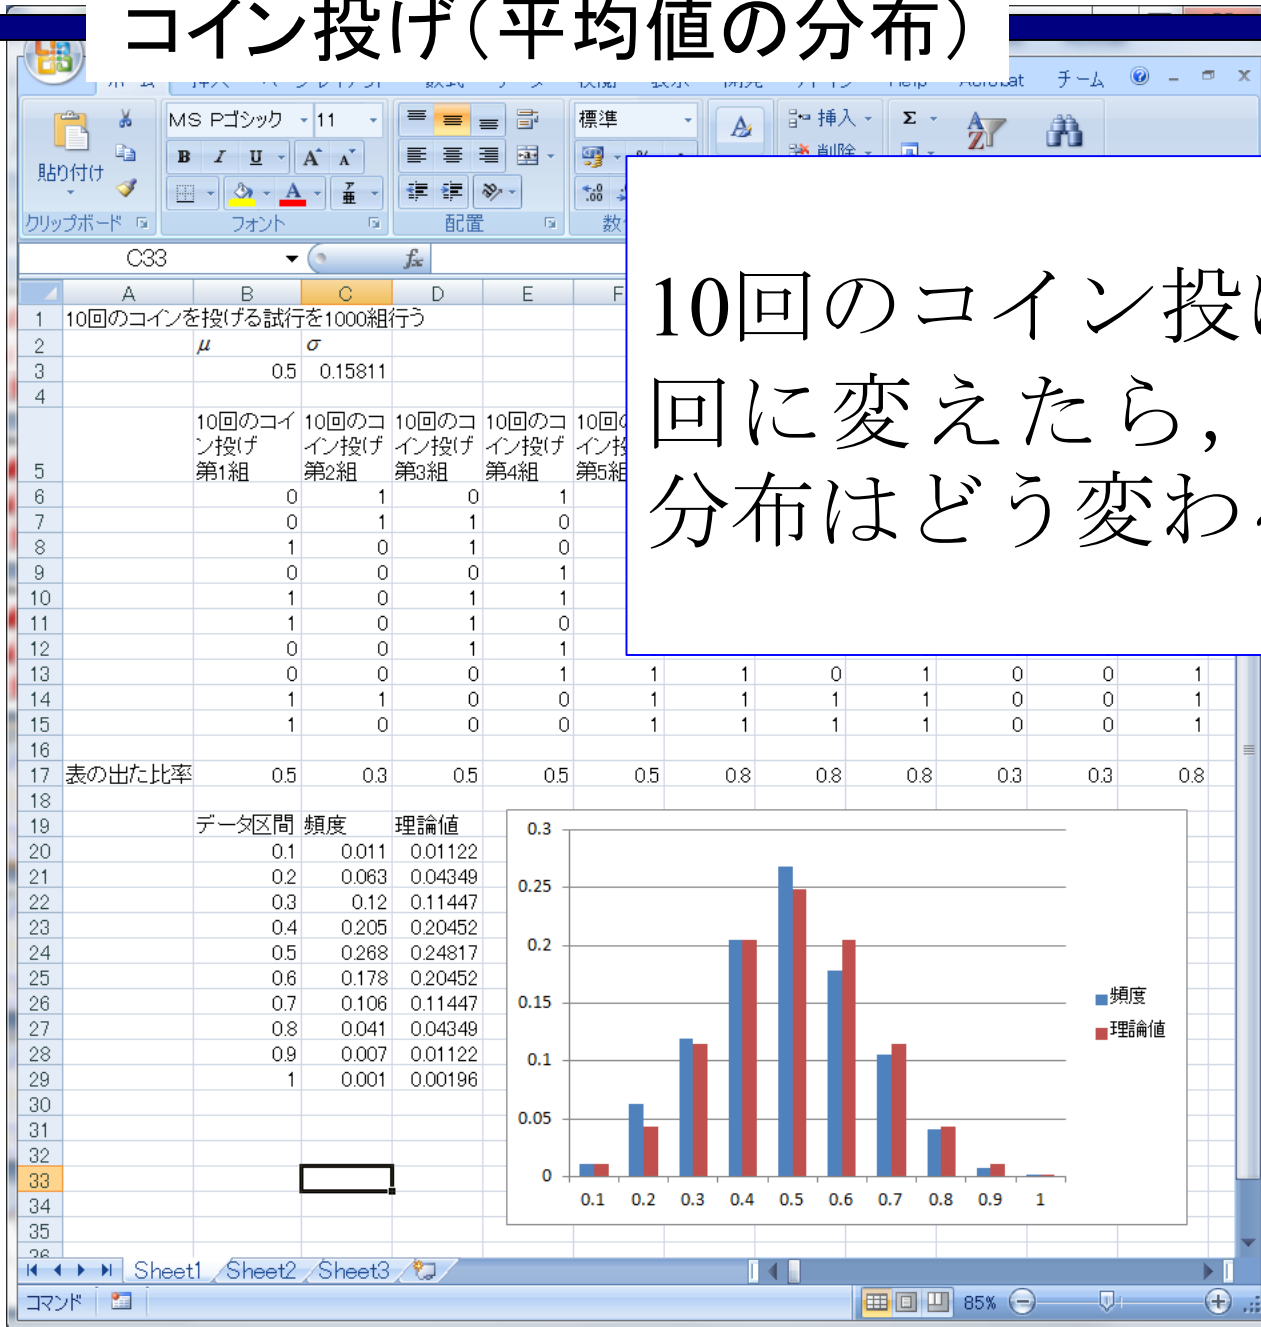 コイン投げ(平均値の分布)
Acrobat チーム
MS Pゴシック 11 標準 挿入 Σ
貼り付け B I U A A 削除
クリップボード フォント 配置
C33 fx
10回のコイン投げ
回に変えたら,
分布はどう変わ
A B C D E F
1 10回のコインを投げる試行を1000組行う
2 μ σ
3 0.5 0.15811
4
5 10回のコイン投げ第1組 10回のコイン投げ第2組 10回のコイン投げ第3組 10回のコイン投げ第4組
6 0 1 0 1
7 0 1 1 0
8 1 0 1 0
9 0 0 0 1
10 1 0 1 1
11 1 0 1 0
12 0 0 1 1
13 0 0 0 1 1 1 0 1 0 0 1
14 1 1 0 0 1 1 1 1 0 0 1
15 1 0 0 0 1 1 1 1 0 0 1
16
17 表の出た比率 0.5 0.3 0.5 0.5 0.5 0.8 0.8 0.8 0.3 0.3 0.8
18
19 データ区間 頻度 理論値
20 0.1 0.011 0.01122
21 0.2 0.063 0.04349
22 0.3 0.12 0.11447
23 0.4 0.205 0.20452
24 0.5 0.268 0.24817
25 0.6 0.178 0.20452
26 0.7 0.106 0.11447
27 0.8 0.041 0.04349
28 0.9 0.007 0.01122
29 1 0.001 0.00196
30
31
32
33
34
35
0.3
0.25
0.2
0.15
0.1
0.05
0
0.1 0.2 0.3 0.4 0.5 0.6 0.7 0.8 0.9 1
頻度
理論値
Sheet1 Sheet2 Sheet3
コマンド 85%